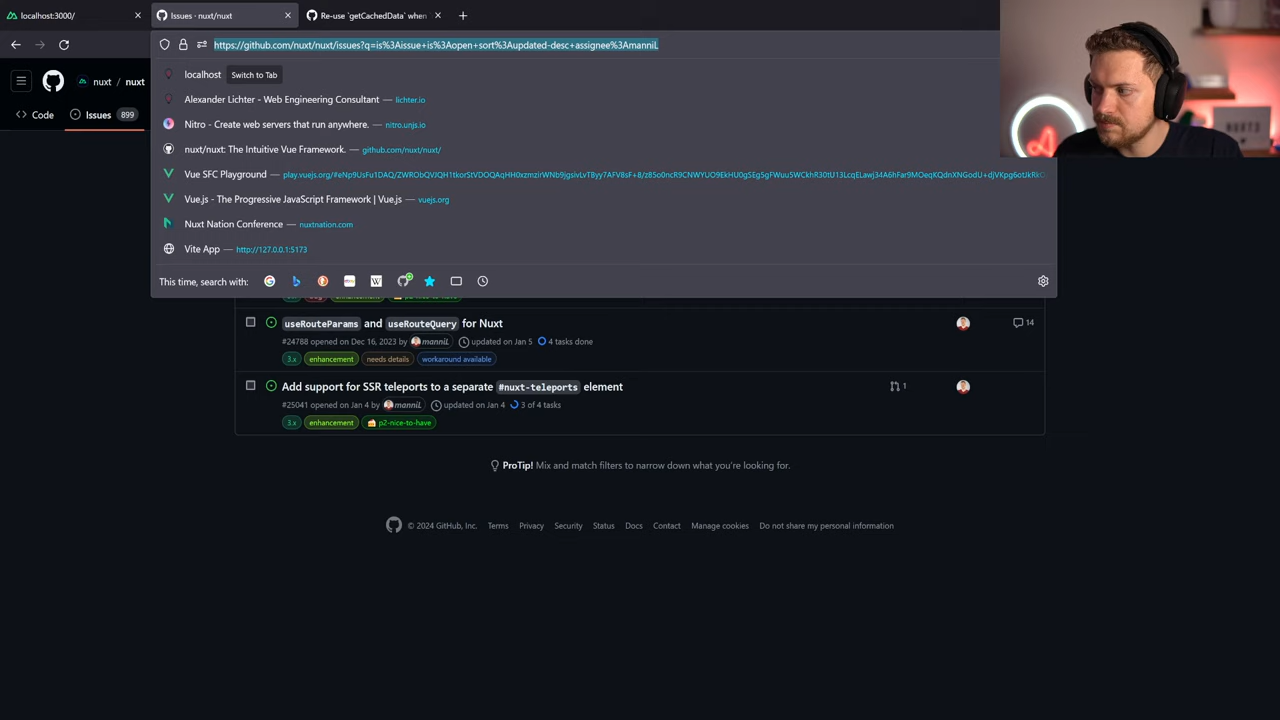 localhost:3000/
Issues · nuxt/nuxt
Re-use `getCachedData` when
https://github.com/nuxt/nuxt/issues?q=is%3Aissue+is%3Aopen+sort%3Aupdated-desc+assignee%3AmanniL
nuxt / nuxt
Code
Issues 899
localhost Switch to Tab
Alexander Lichter - Web Engineering Consultant — lichter.io
Nitro - Create web servers that run anywhere. — nitro.unjs.io
nuxt/nuxt: The Intuitive Vue Framework. — github.com/nuxt/nuxt/
Vue SFC Playground —
Vue.js - The Progressive JavaScript Framework | Vue.js — vuejs.org
Nuxt Nation Conference — nuxtnation.com
Vite App — http://127.0.0.1:5173
This time, search with:
useRouteParams and useRouteQuery for Nuxt
14
#24788 opened on Dec 16, 2023 by manniL updated on Jan 5 4 tasks done
3.x enhancement needs details workaround available
Add support for SSR teleports to a separate #nuxt-teleports element
1
#25041 opened on Jan 4 by manniL updated on Jan 4 3 of 4 tasks
3.x enhancement p2-nice-to-have
ProTip! Mix and match filters to narrow down what you're looking for.
© 2024 GitHub, Inc. Terms Privacy Security Status Docs Contact Manage cookies Do not share my personal information